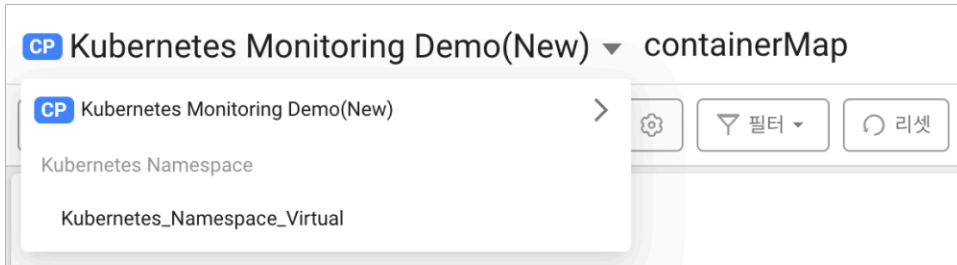 CP Kubernetes Monitoring Demo(New) containerMap
CP Kubernetes Monitoring Demo(New)
필터
리셋
Kubernetes Namespace
Kubernetes_Namespace_Virtual